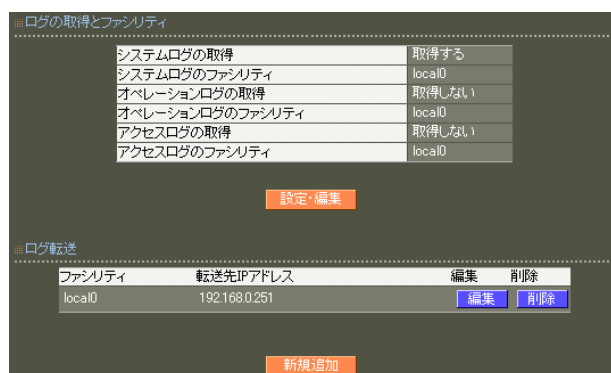 ログの取得とファシリティ
システムログの取得 取得する
システムログのファシリティ local0
オペレーションログの取得 取得しない
オペレーションログのファシリティ local0
アクセスログの取得 取得しない
アクセスログのファシリティ local0
設定・編集
ログ転送
ファシリティ 転送先IPアドレス 編集 削除
local0 192.168.0.251 編集 削除
新規追加